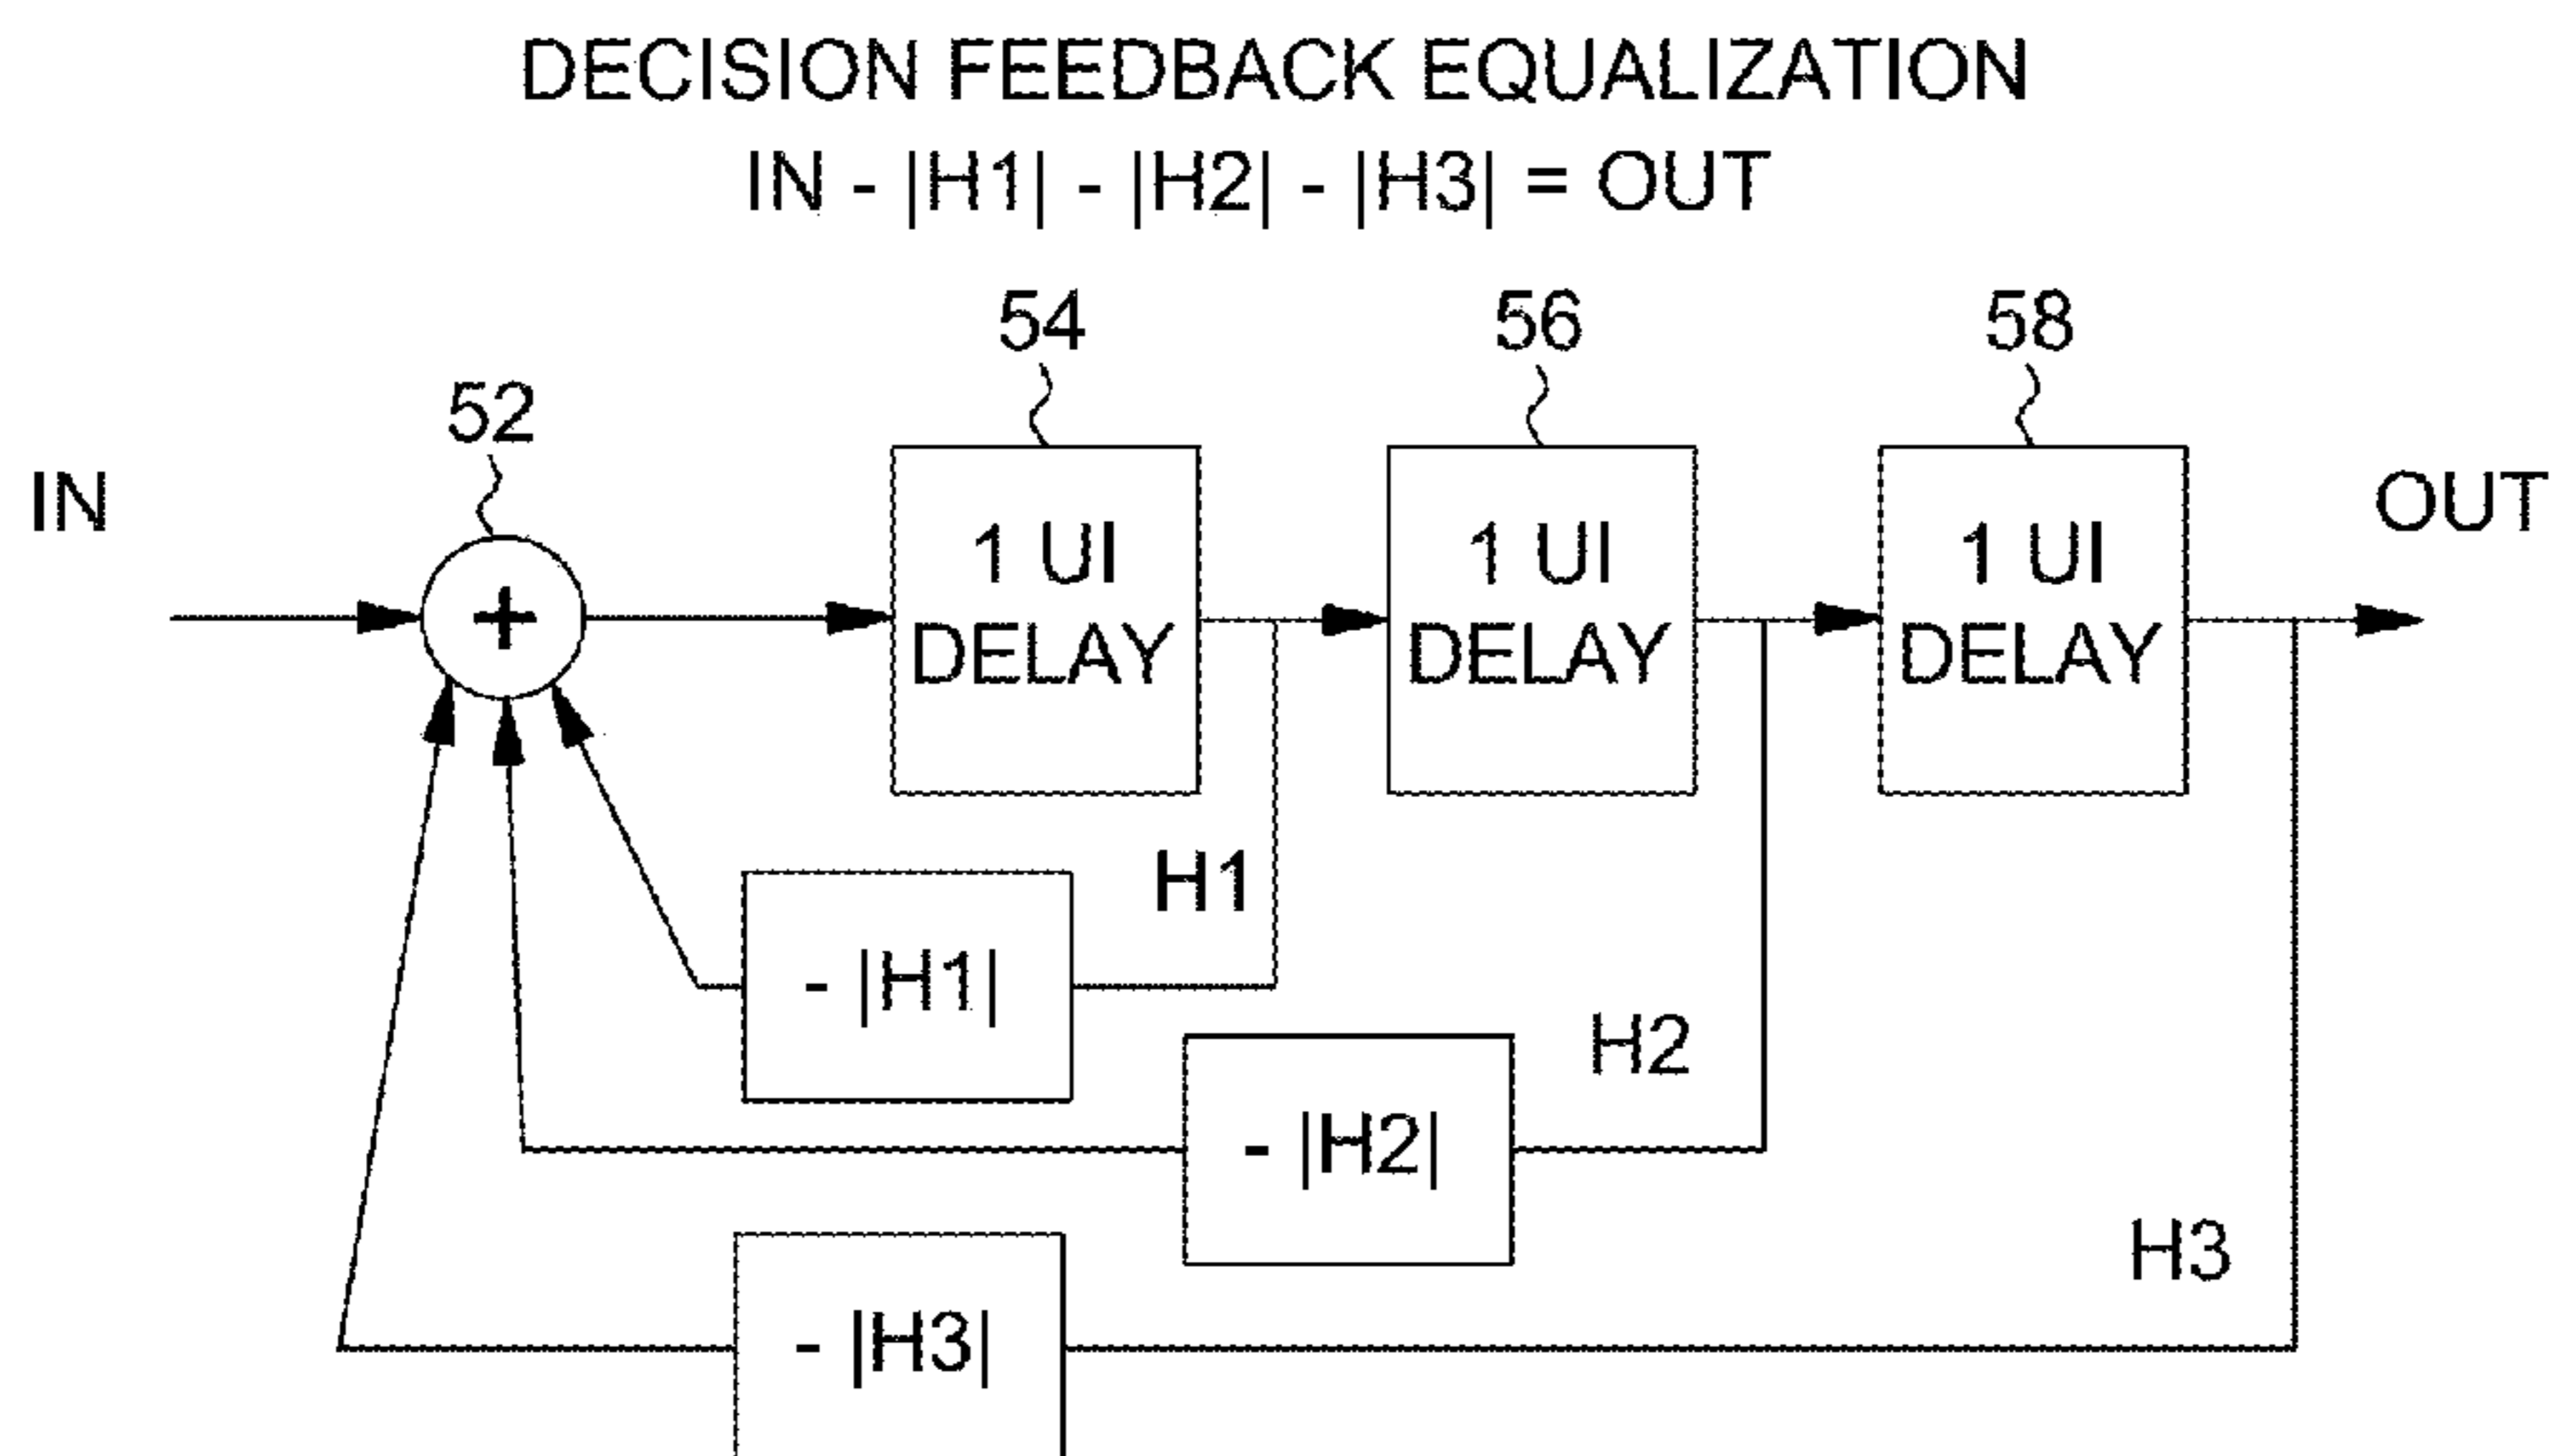 DECISION FEEDBACK EQUALIZATION
IN - |H1| - |H2| - |H3| = OUT
54
56
58
52
IN
OUT
+
1 UI
DELAY
1 UI
DELAY
1 UI
DELAY
H1
- |H1|
H2
- |H2|
H3
- |H3|